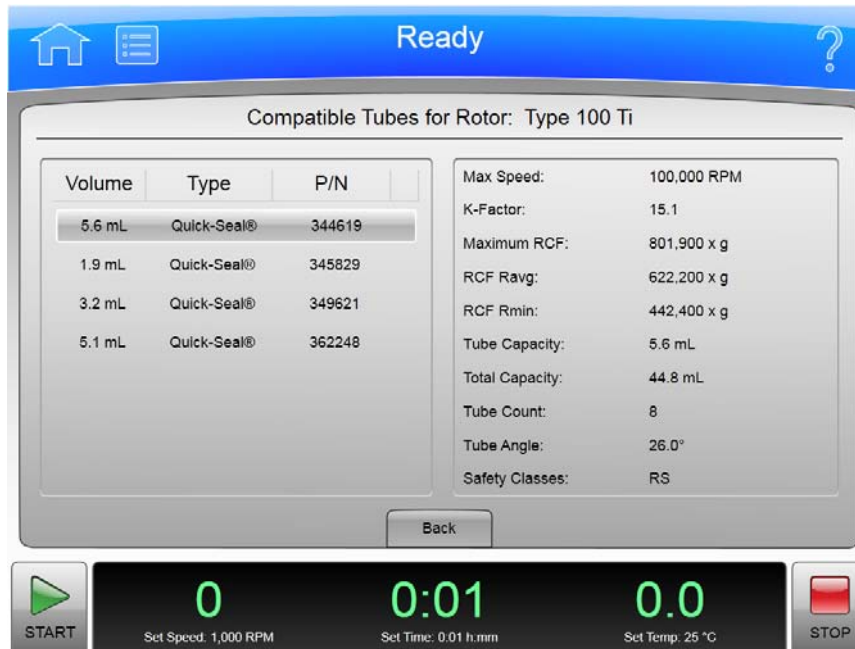 Ready
?
Compatible Tubes for Rotor: Type 100 Ti
Volume Type P/N
5.6 mL Quick-Seal® 344619
1.9 mL Quick-Seal® 345829
3.2 mL Quick-Seal® 349621
5.1 mL Quick-Seal® 362248
Max Speed: 100,000 RPM
K-Factor: 15.1
Maximum RCF: 801,900 x g
RCF Ravg: 622,200 x g
RCF Rmin: 442,400 x g
Tube Capacity: 5.6 mL
Total Capacity: 44.8 mL
Tube Count: 8
Tube Angle: 26.0°
Safety Classes: RS
Back
START
0
Set Speed: 1,000 RPM
0:01
Set Time: 0:01 h:mm
0.0
Set Temp: 25 °C
STOP